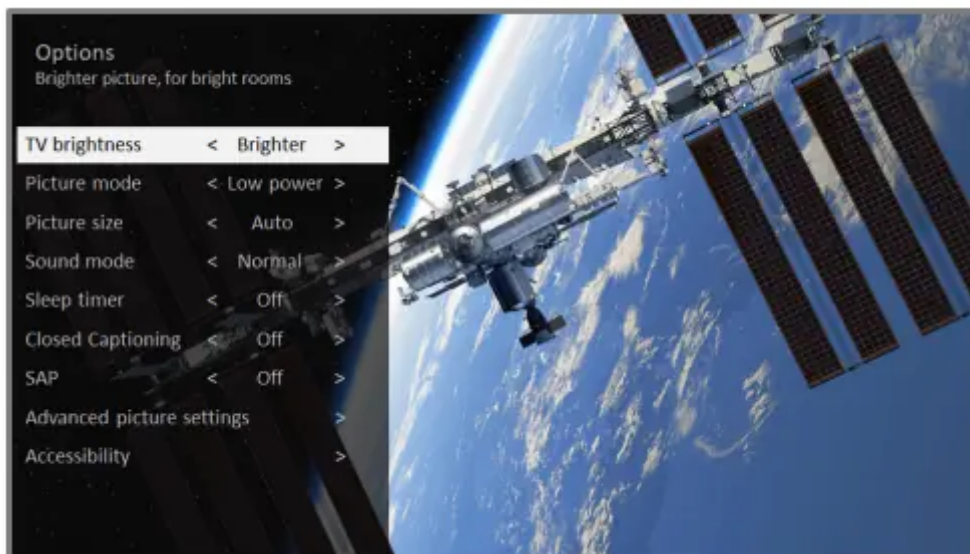 Options
Brighter picture, for bright rooms
TV brightness < Brighter >
Picture mode < Low power >
Picture size < Auto >
Sound mode < Normal >
Sleep timer < Off >
Closed Captioning < Off >
SAP < Off >
Advanced picture settings >
Accessibility >